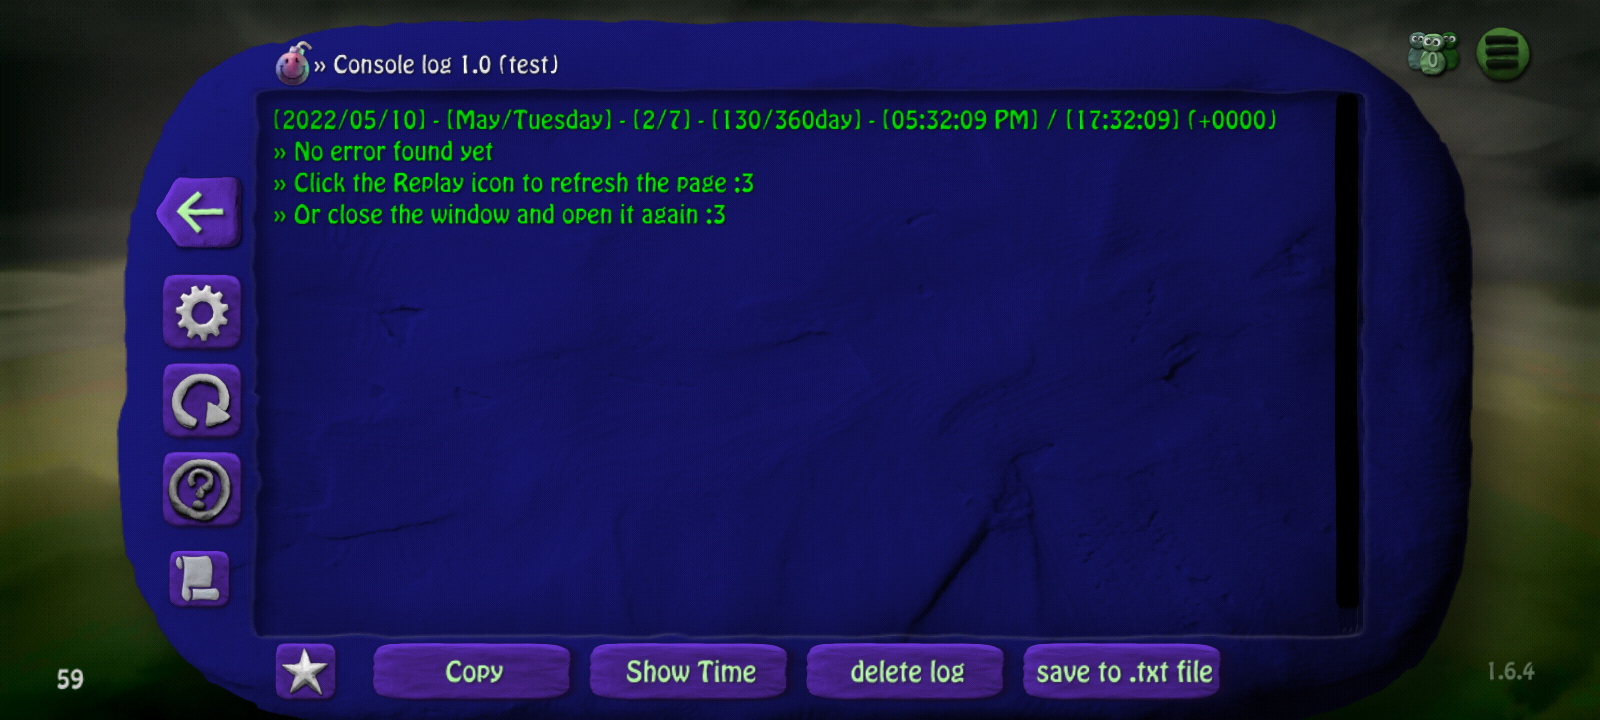 » Console log 1.0 (test)
[2022/05/10] - [May/Tuesday] - [2/7] - [130/360day] - [05:32:09 PM] / [17:32:09] (+0000)
» No error found yet
» Click the Replay icon to refresh the page :3
» Or close the window and open it again :3
Copy
Show Time
delete log
save to .txt file
59
1.6.4
0